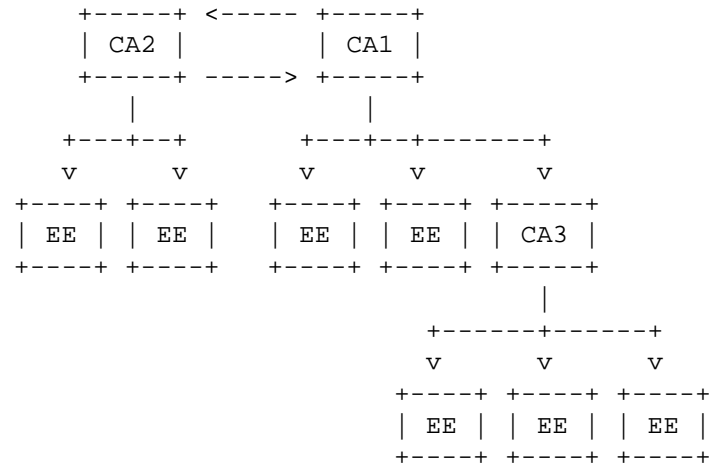 +-----+ <----- +-----+
| CA2 |        | CA1 |
+-----+ -----> +-----+
|              |
+---+--+       +---+--+-------+
v      v       v      v       v
+----+ +----+   +----+ +----+ +-----+
| EE | | EE |   | EE | | EE | | CA3 |
+----+ +----+   +----+ +----+ +-----+
|
+------+------+
v      v      v
+----+ +----+ +----+
| EE | | EE | | EE |
+----+ +----+ +----+